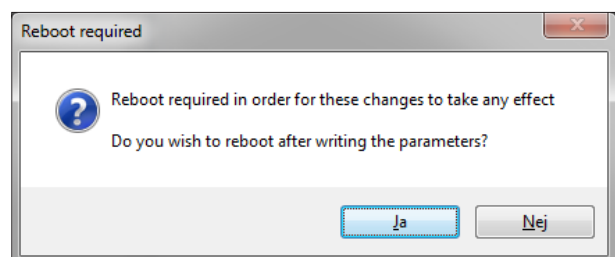 Reboot required
Reboot required in order for these changes to take any effect
Do you wish to reboot after writing the parameters?
Ja
Nej